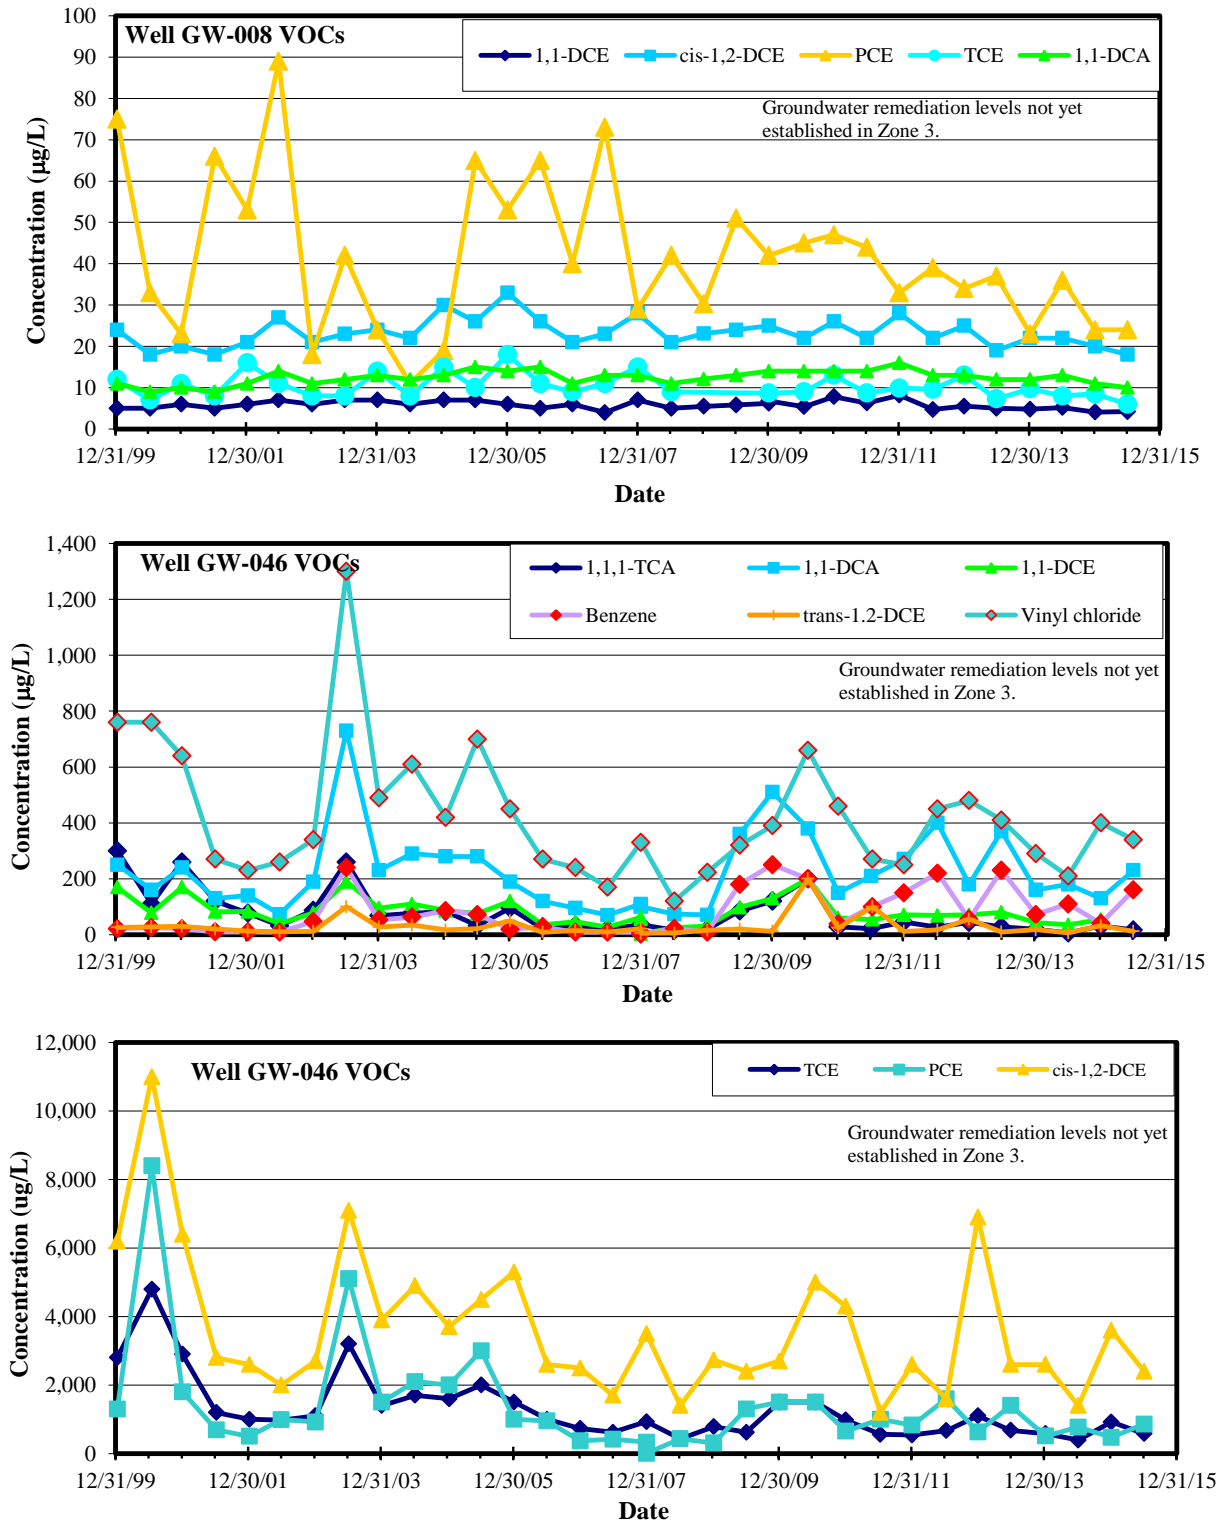 Well GW-008 VOCs
1,1-DCE cis-1,2-DCE PCE TCE 1,1-DCA
Groundwater remediation levels not yet
established in Zone 3.
Concentration (µg/L)
100
90
80
70
60
50
40
30
20
10
0
12/31/99 12/30/01 12/31/03 12/30/05 12/31/07 12/30/09 12/31/11 12/30/13 12/31/15
Date
Well GW-046 VOCs
1,1,1-TCA 1,1-DCA 1,1-DCE
Benzene trans-1.2-DCE Vinyl chloride
Groundwater remediation levels not yet
established in Zone 3.
Concentration (µg/L)
1,400
1,200
1,000
800
600
400
200
0
12/31/99 12/30/01 12/31/03 12/30/05 12/31/07 12/30/09 12/31/11 12/30/13 12/31/15
Date
Well GW-046 VOCs
TCE PCE cis-1,2-DCE
Groundwater remediation levels not yet
established in Zone 3.
Concentration (ug/L)
12,000
10,000
8,000
6,000
4,000
2,000
0
12/31/99 12/30/01 12/31/03 12/30/05 12/31/07 12/30/09 12/31/11 12/30/13 12/31/15
Date